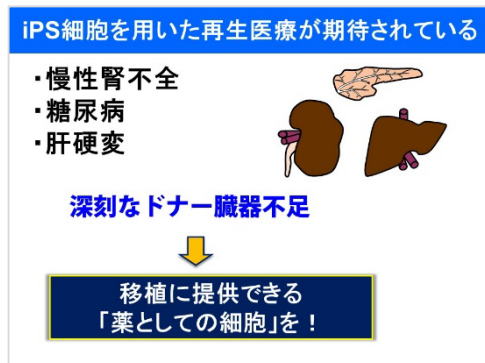 iPS細胞を用いた再生医療が期待されている
・慢性腎不全
・糖尿病
・肝硬変
深刻なドナー臓器不足
移植に提供できる
「薬としての細胞」を！